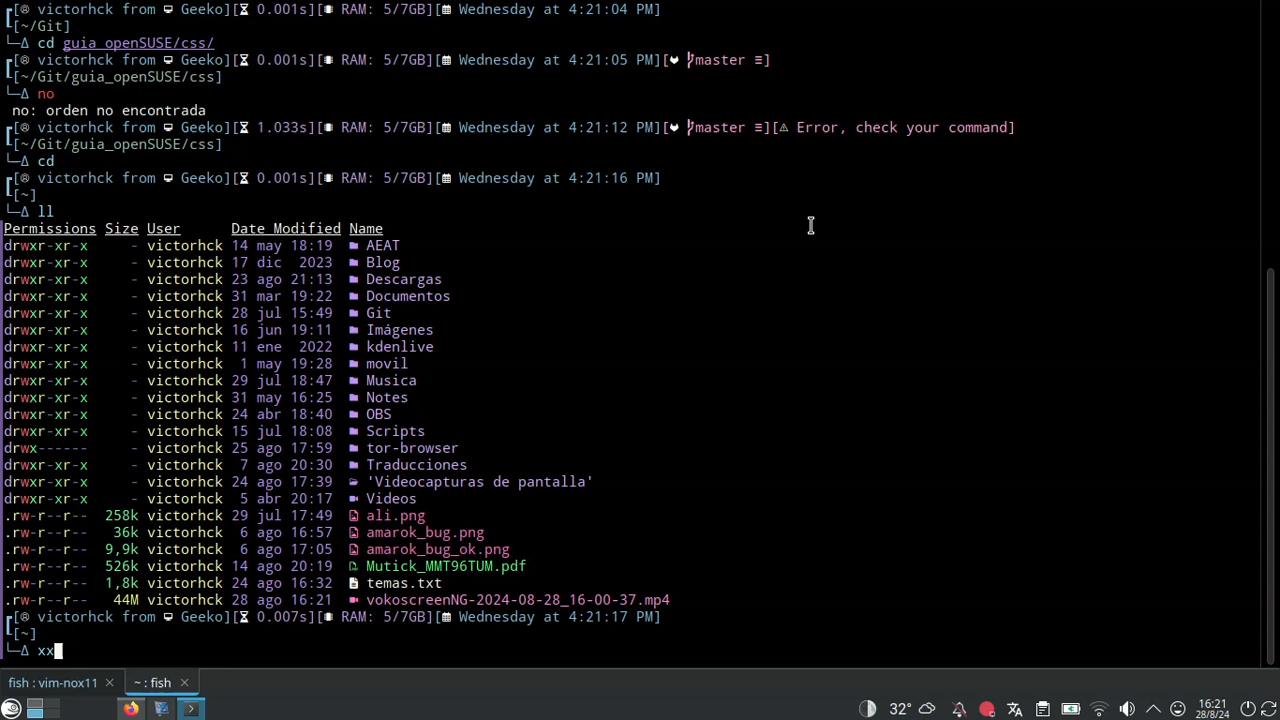 [ victorhck from Geeko][ 0.001s][ RAM: 5/7GB][ Wednesday at 4:21:04 PM]
[~/Git]
Δ cd guia_openSUSE/css/
[ victorhck from Geeko][ 0.001s][ RAM: 5/7GB][ Wednesday at 4:21:05 PM][ master ≡]
[~/Git/guia_openSUSE/css]
Δ no
no: orden no encontrada
[ victorhck from Geeko][ 1.033s][ RAM: 5/7GB][ Wednesday at 4:21:12 PM][ master ≡][⚠ Error, check your command]
[~/Git/guia_openSUSE/css]
Δ cd
[ victorhck from Geeko][ 0.001s][ RAM: 5/7GB][ Wednesday at 4:21:16 PM]
[~]
Δ ll
Permissions Size User Date Modified Name
drwxr-xr-x - victorhck 14 may 18:19 AEAT
drwxr-xr-x - victorhck 17 dic 2023 Blog
drwxr-xr-x - victorhck 23 ago 21:13 Descargas
drwxr-xr-x - victorhck 31 mar 19:22 Documentos
drwxr-xr-x - victorhck 28 jul 15:49 Git
drwxr-xr-x - victorhck 16 jun 19:11 Imágenes
drwxr-xr-x - victorhck 11 ene 2022 kdenlive
drwxr-xr-x - victorhck 1 may 19:28 movil
drwxr-xr-x - victorhck 29 jul 18:47 Musica
drwxr-xr-x - victorhck 31 may 16:25 Notes
drwxr-xr-x - victorhck 24 abr 18:40 OBS
drwxr-xr-x - victorhck 15 jul 18:08 Scripts
drwx------ - victorhck 25 ago 17:59 tor-browser
drwxr-xr-x - victorhck 7 ago 20:30 Traducciones
drwxr-xr-x - victorhck 24 ago 17:39 'Videocapturas de pantalla'
drwxr-xr-x - victorhck 5 abr 20:17 Videos
.rw-r--r-- 258k victorhck 29 jul 17:49 ali.png
.rw-r--r-- 36k victorhck 6 ago 16:57 amarok_bug.png
.rw-r--r-- 9,9k victorhck 6 ago 17:05 amarok_bug_ok.png
.rw-r--r-- 526k victorhck 14 ago 20:19 Mutick_MMT96TUM.pdf
.rw-r--r-- 1,8k victorhck 24 ago 16:32 temas.txt
.rw-r--r-- 44M victorhck 28 ago 16:21 vokoscreenNG-2024-08-28_16-00-37.mp4
[ victorhck from Geeko][ 0.007s][ RAM: 5/7GB][ Wednesday at 4:21:17 PM]
[~]
Δ xx
fish : vim-nox11
~ : fish
32°
16:21
28/8/24